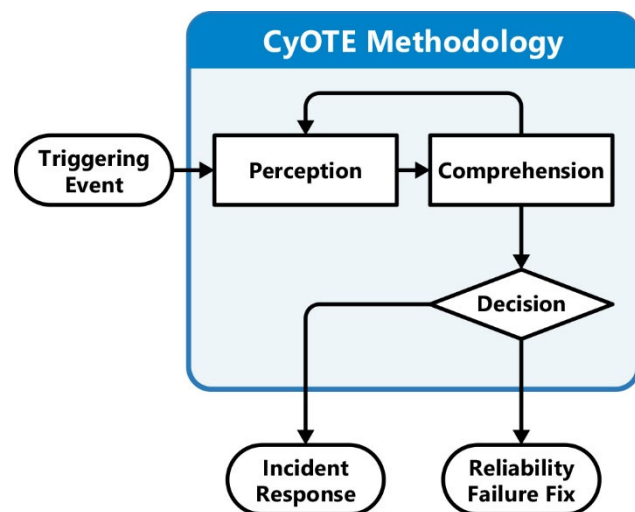 CyOTE Methodology
Triggering
Event
Perception
Comprehension
Decision
Incident
Response
Reliability
Failure Fix